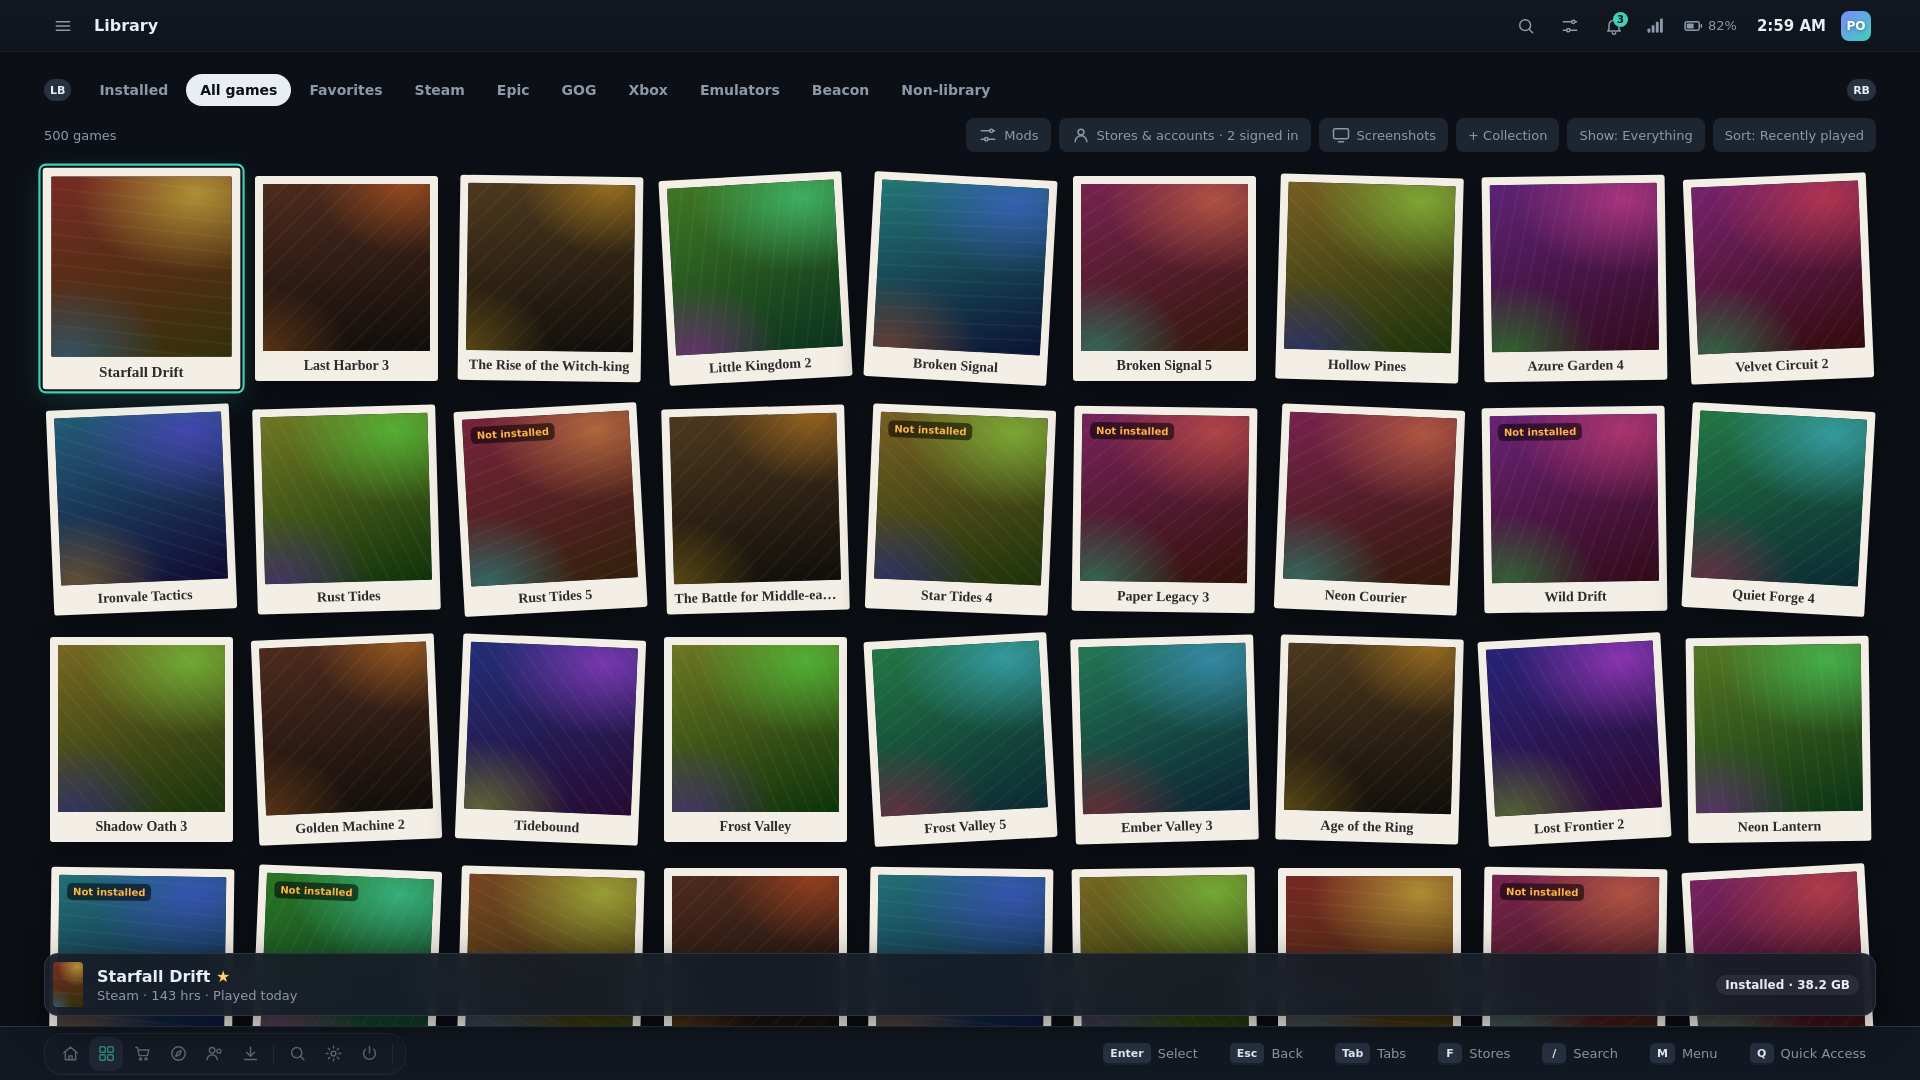 Library
3
82%
2:59 AM
PO
LB
Installed
All games
Favorites
Steam
Epic
GOG
Xbox
Emulators
Beacon
Non-library
RB
500 games
Mods
Stores & accounts · 2 signed in
Screenshots
+ Collection
Show: Everything
Sort: Recently played
Starfall Drift
Last Harbor 3
The Rise of the Witch-king
Little Kingdom 2
Broken Signal
Broken Signal 5
Hollow Pines
Azure Garden 4
Velvet Circuit 2
Not installed
Not installed
Not installed
Not installed
Ironvale Tactics
Rust Tides
Rust Tides 5
The Battle for Middle-ea...
Star Tides 4
Paper Legacy 3
Neon Courier
Wild Drift
Quiet Forge 4
Shadow Oath 3
Golden Machine 2
Tidebound
Frost Valley
Frost Valley 5
Ember Valley 3
Age of the Ring
Lost Frontier 2
Neon Lantern
Not installed
Not installed
Not installed
Starfall Drift ★
Steam · 143 hrs · Played today
Installed · 38.2 GB
Enter Select
Esc Back
Tab Tabs
F Stores
/ Search
M Menu
Q Quick Access